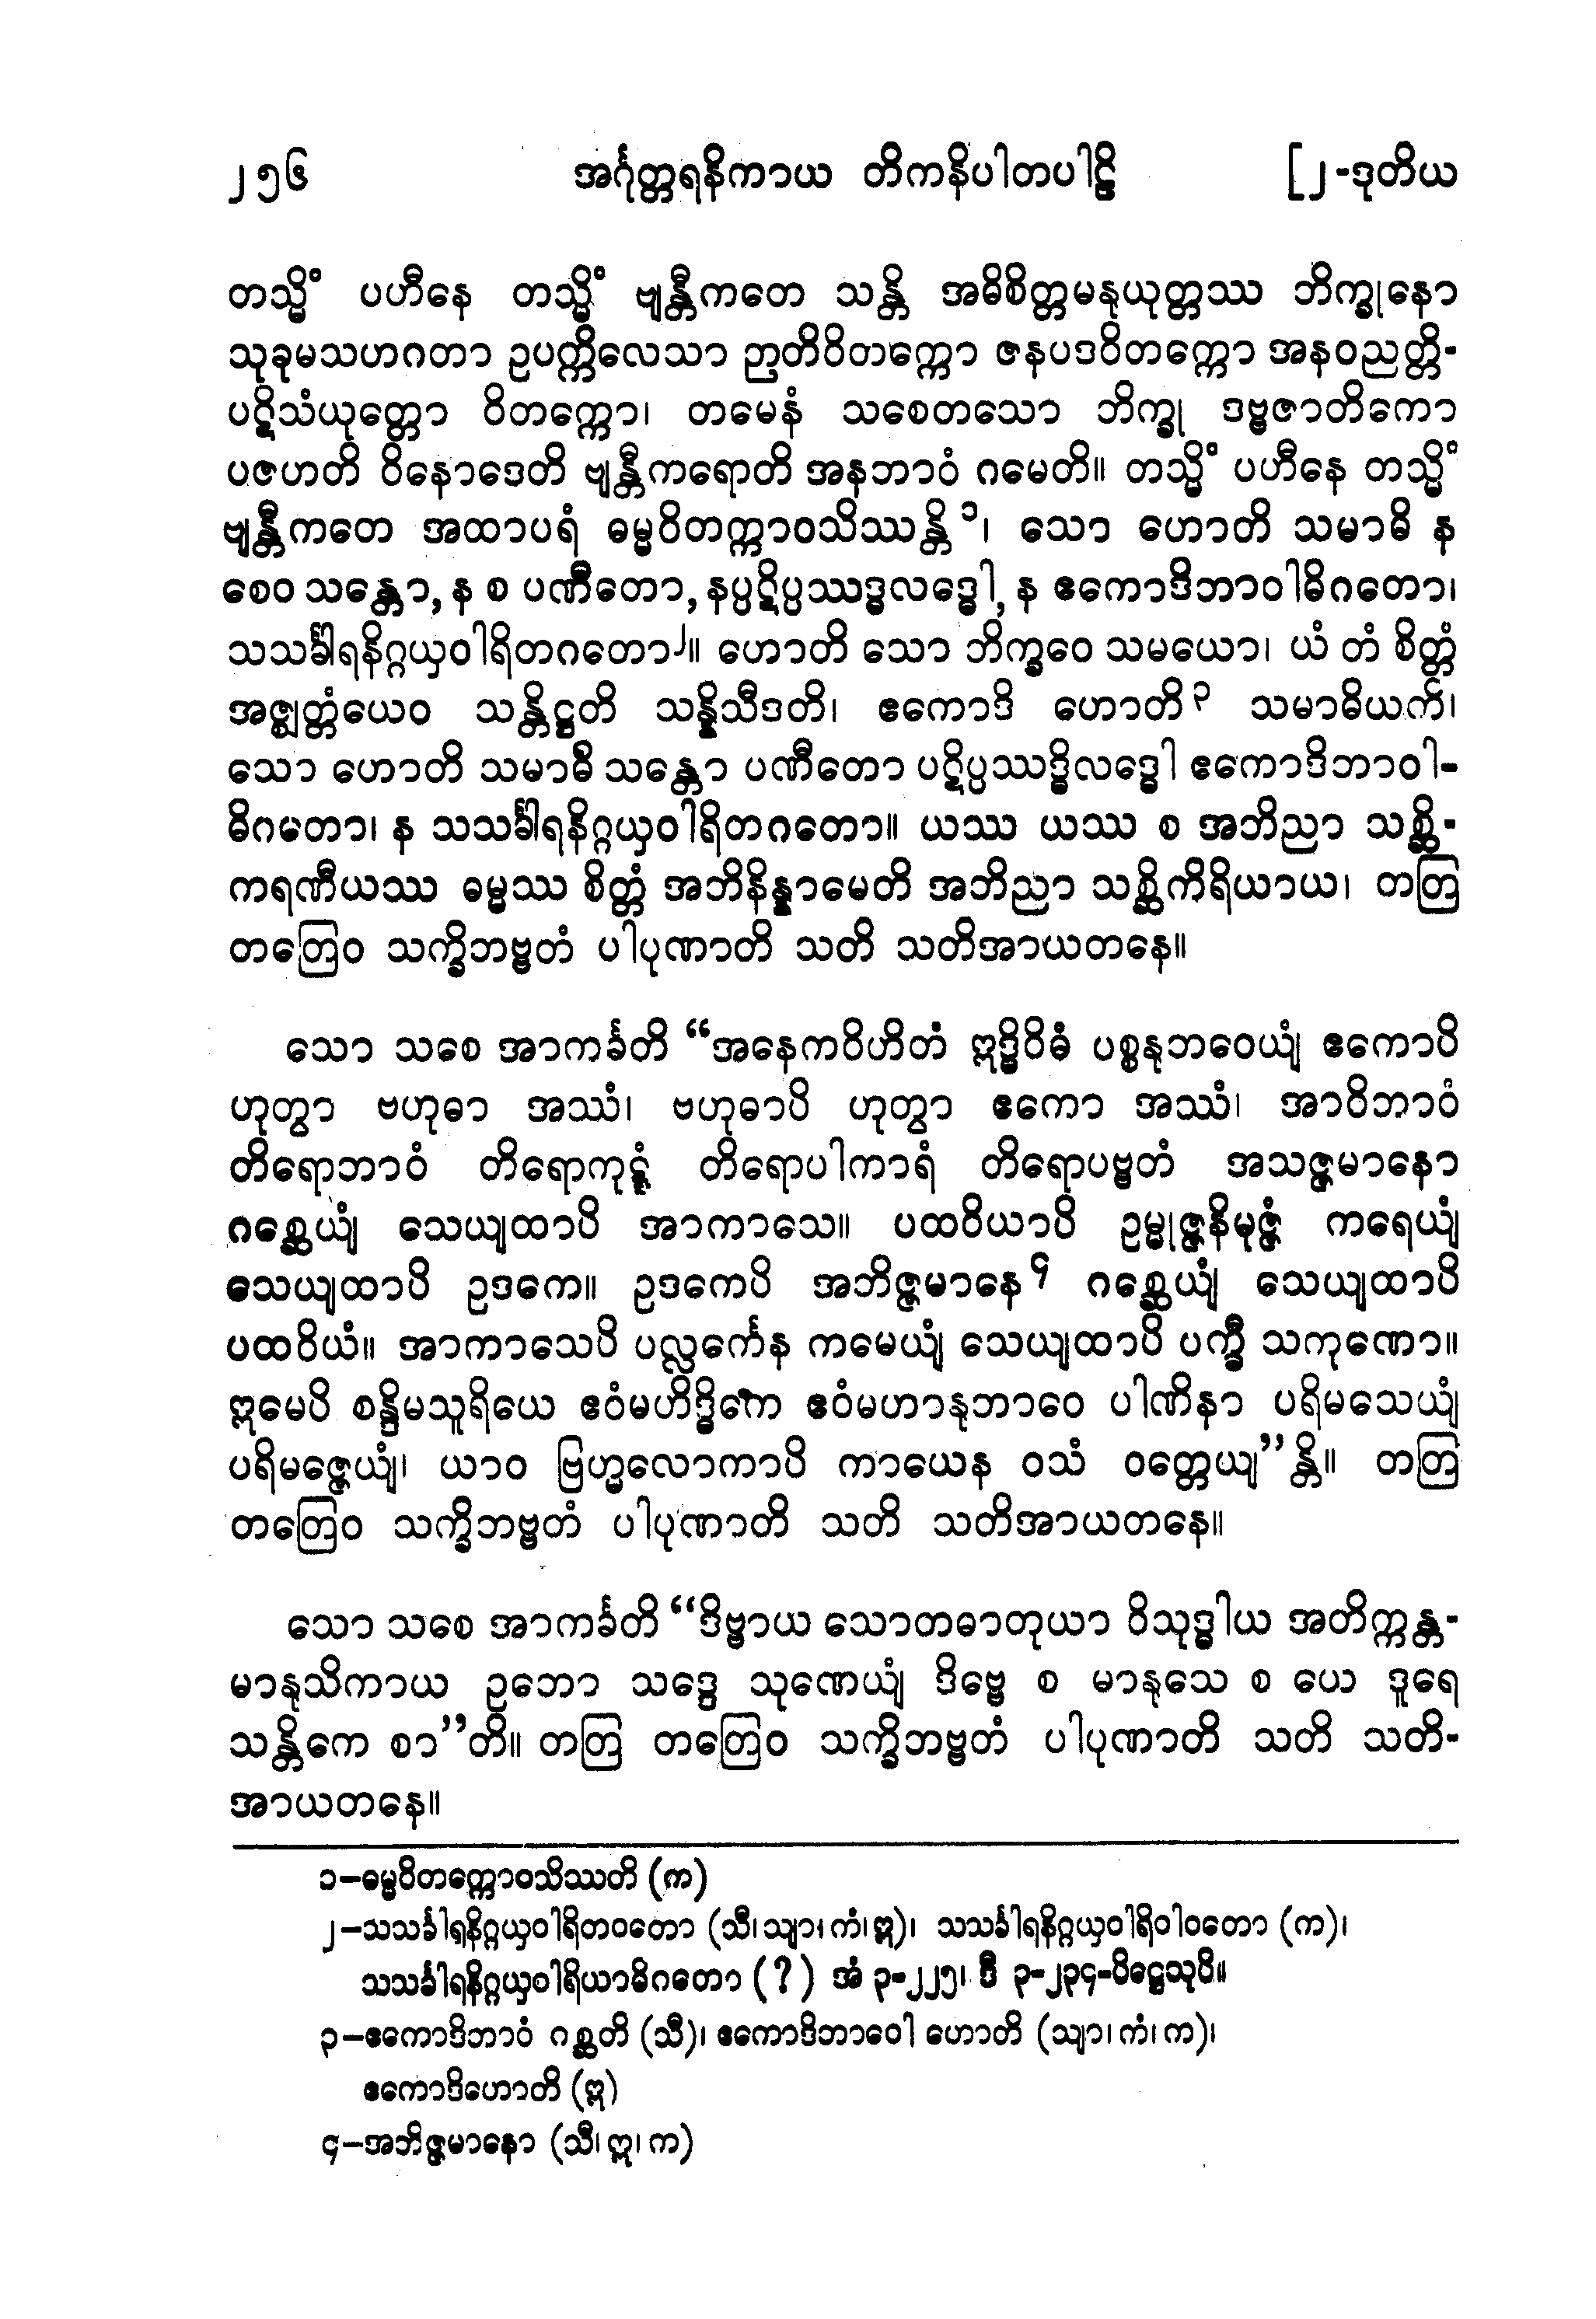 ၂၅၆ အင်္ဂုတ္တရနိကာယ တိကနိပါတပါဠိ [၂-ဒုတိယ
တသ္မိံ ပဟီနေ တသ္မိံ ဗျန္တီကတေ သန္တိ အဓိစိတ္တမနုယုတ္တဿ ဘိက္ခုနော
သုခုမသဟဂတာ ဥပက္ကိလေသာ ဉာတိဝိတက္ကော ဇနပဒဝိတက္ကော အနဝညတ္တိ-
ပဋိသံယုတ္တော ဝိတက္ကော၊ တမေနံ သစေတသော ဘိက္ခု ဒဗ္ဗဇာတိကော
ပဇဟတိ ဝိနောဒေတိ ဗျန္တီကရောတိ အနဘာဝံ ဂမေတိ။ တသ္မိံ ပဟီနေ တသ္မိံ
ဗျန္တီကတေ အထာပရံ ဓမ္မဝိတက္ကာဝသိဿန္တိ ၁၊ သော ဟောတိ သမာဓိ န
စေဝ သန္တော, န စ ပဏီတော, နပ္ပဋိပ္ပဿဒ္ဓလဒ္ဓေါ, န ဧကောဒိဘာဝါဓိဂတော၊
သသင်္ခါရနိဂ္ဂယှဝါရိတဂတော၂။ ဟောတိ သော ဘိက္ခဝေ သမယော၊ ယံ တံ စိတ္တံ
အဇ္ဈတ္တံယေဝ သန္တိဋ္ဌတိ သန္နိသီဒတိ၊ ဧကောဒိ ဟောတိ ၃ သမာဓိယတိ၊
သော ဟောတိ သမာဓိ သန္တော ပဏီတော ပဋိပ္ပဿဒ္ဓိလဒ္ဓေါ ဧကောဒိဘာဝါ-
ဓိဂတော၊ န သသင်္ခါရနိဂ္ဂယှဝါရိတဂတော။ ယဿ ယဿ စ အဘိညာ သစ္ဆိ-
ကရဏီယဿ ဓမ္မဿ စိတ္တံ အဘိနိန္နာမေတိ အဘိညာ သစ္ဆိကိရိယာယ၊ တတြ
တတြေဝ သက္ခိဘဗ္ဗတံ ပါပုဏာတိ သတိ သတိအာယတနေ။
သော သစေ အာကင်္ခတိ “အနေကဝိဟိတံ ဣဒ္ဓိဝိဓံ ပစ္စနုဘဝေယျံ ဧကောပိ
ဟုတွာ ဗဟုဓာ အဿံ၊ ဗဟုဓာပိ ဟုတွာ ဧကော အဿံ၊ အာဝိဘာဝံ
တိရောဘာဝံ တိရောကုဋ္ဋံ တိရောပါကာရံ တိရောပဗ္ဗတံ အသဇ္ဇမာနော
ဂစ္ဆေယျံ သေယျထာပိ အာကာသေ။ ပထဝိယာပိ ဥမ္မုဇ္ဇနိမုဇ္ဇံ ကရေယျံ
သေယျထာပိ ဥဒကေ။ ဥဒကေပိ အဘိဇ္ဇမာနေ ၄ ဂစ္ဆေယျံ သေယျထာပိ
ပထဝိယံ။ အာကာသေပိ ပလ္လင်္ကေန ကမေယျံ သေယျထာပိ ပက္ခီ သကုဏော။
ဣမေပိ စန္ဒိမသူရိယေ ဧဝံမဟိဒ္ဓိကေ ဧဝံမဟာနုဘာဝေ ပါဏိနာ ပရိမသေယျံ
ပရိမဇ္ဇေယျံ၊ ယာဝ ဗြဟ္မလောကာပိ ကာယေန ဝသံ ဝတ္တေယျ”န္တိ။ တတြ
တတြေဝ သက္ခိဘဗ္ဗတံ ပါပုဏာတိ သတိ သတိအာယတနေ။
သော သစေ အာကင်္ခတိ “ဒိဗ္ဗာယ သောတဓာတုယာ ဝိသုဒ္ဓါယ အတိက္ကန္တ-
မာနုသိကာယ ဥဘော သဒ္ဒေ သုဏေယျံ ဒိဗ္ဗေ စ မာနုသေ စ ယေ ဒူရေ
သန္တိကေ စာ”တိ။ တတြ တတြေဝ သက္ခိဘဗ္ဗတံ ပါပုဏာတိ သတိ သတိ-
အာယတနေ။
၁–ဓမ္မဝိတက္ကောဝသိဿတိ (က)
၂–သသင်္ခါရနိဂ္ဂယှဝါရိတဝတော (သီ၊ သျာ၊ ကံ၊ ဣ)၊ သသင်္ခါရနိဂ္ဂယှဝါရိဝါဝတော (က)၊
သသင်္ခါရနိဂ္ဂယှဝါရိယာဓိဂတော (?) အံ ၃-၂၂၅၊ ဒီ ၃-၂၃၄-ပိဋ္ဌေသုပိ။
၃–ဧကောဒိဘာဝံ ဂစ္ဆတိ (သီ)၊ ဧကောဒိဘာဝေါ ဟောတိ (သျာ၊ ကံ၊ က)၊
ဧကောဒိဟောတိ (ဣ)
၄–အဘိဇ္ဇမာနော (သီ၊ ဣ၊ က)